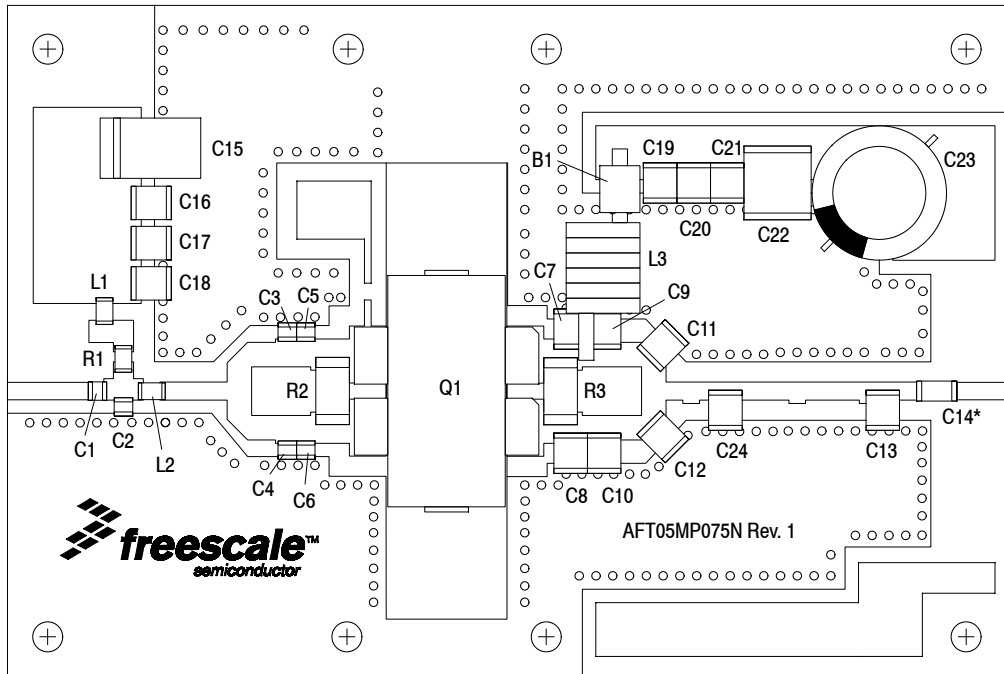 C15
C16
C17
C18
L1
R1
C1
C2
L2
C3
C5
R2
C4
C6
Q1
B1
C19
C21
C20
C22
C23
L3
C7
C9
C11
R3
C8
C10
C12
C24
C13
C14*
AFT05MP075N Rev. 1
freescale™
semiconductor